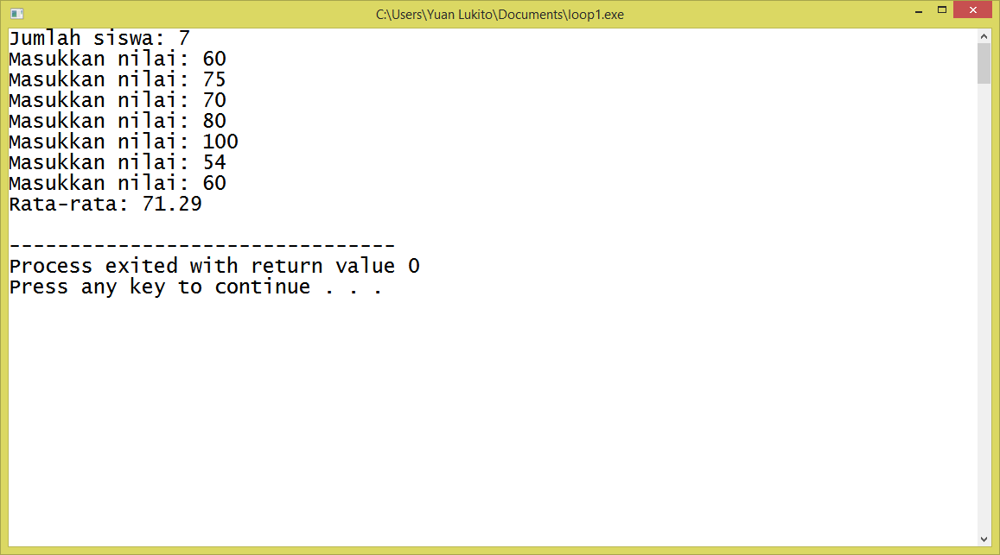 C:\Users\Yuan Lukito\Documents\loop1.exe
Jumlah siswa: 7
Masukkan nilai: 60
Masukkan nilai: 75
Masukkan nilai: 70
Masukkan nilai: 80
Masukkan nilai: 100
Masukkan nilai: 54
Masukkan nilai: 60
Rata-rata: 71.29
--------------------------------
Process exited with return value 0
Press any key to continue . . .